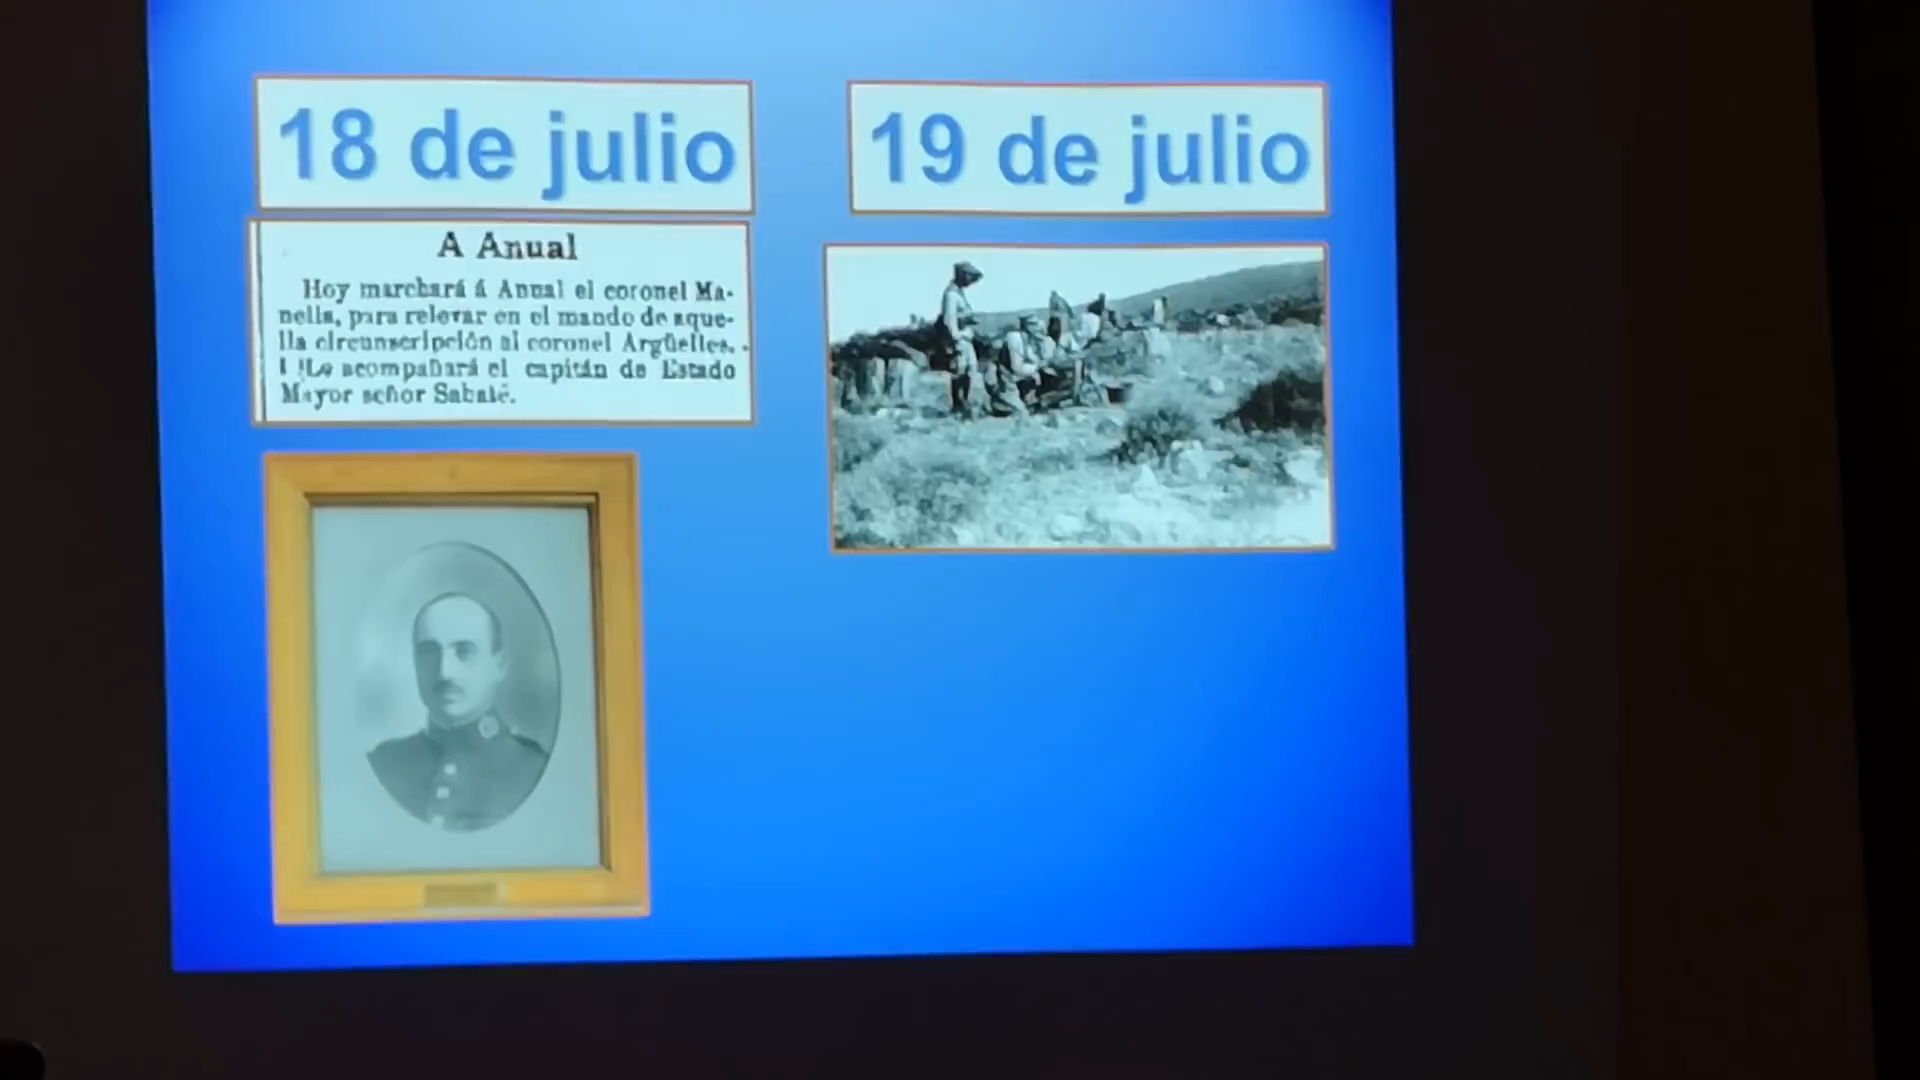 18 de julio
A Anual
Hoy marchará á Annal el coronel Ma-
nella, para relevar en el mando de aque-
lla circunscripción al coronel Argüelles.
Le acompañará el capitán de Estado
Mayor señor Sabaté.
19 de julio